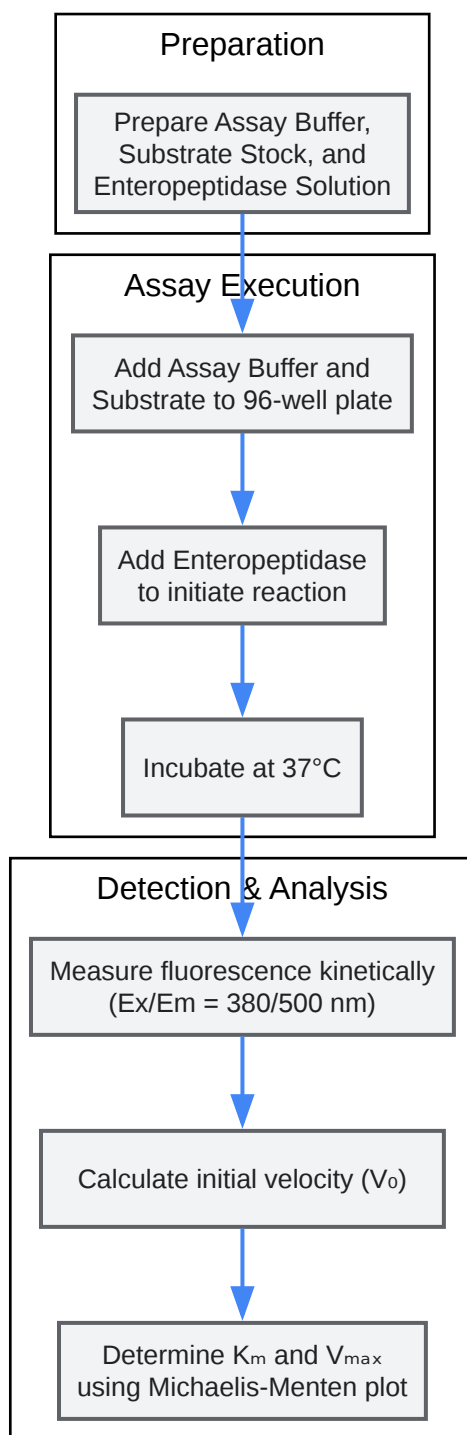 Preparation
Prepare Assay Buffer,
Substrate Stock, and
Enteropeptidase Solution
Assay Execution
Add Assay Buffer and
Substrate to 96-well plate
Add Enteropeptidase
to initiate reaction
Incubate at 37°C
Detection & Analysis
Measure fluorescence kinetically
(Ex/Em = 380/500 nm)
Calculate initial velocity (V₀)
Determine Kₘ and Vₘₐₓ
using Michaelis-Menten plot